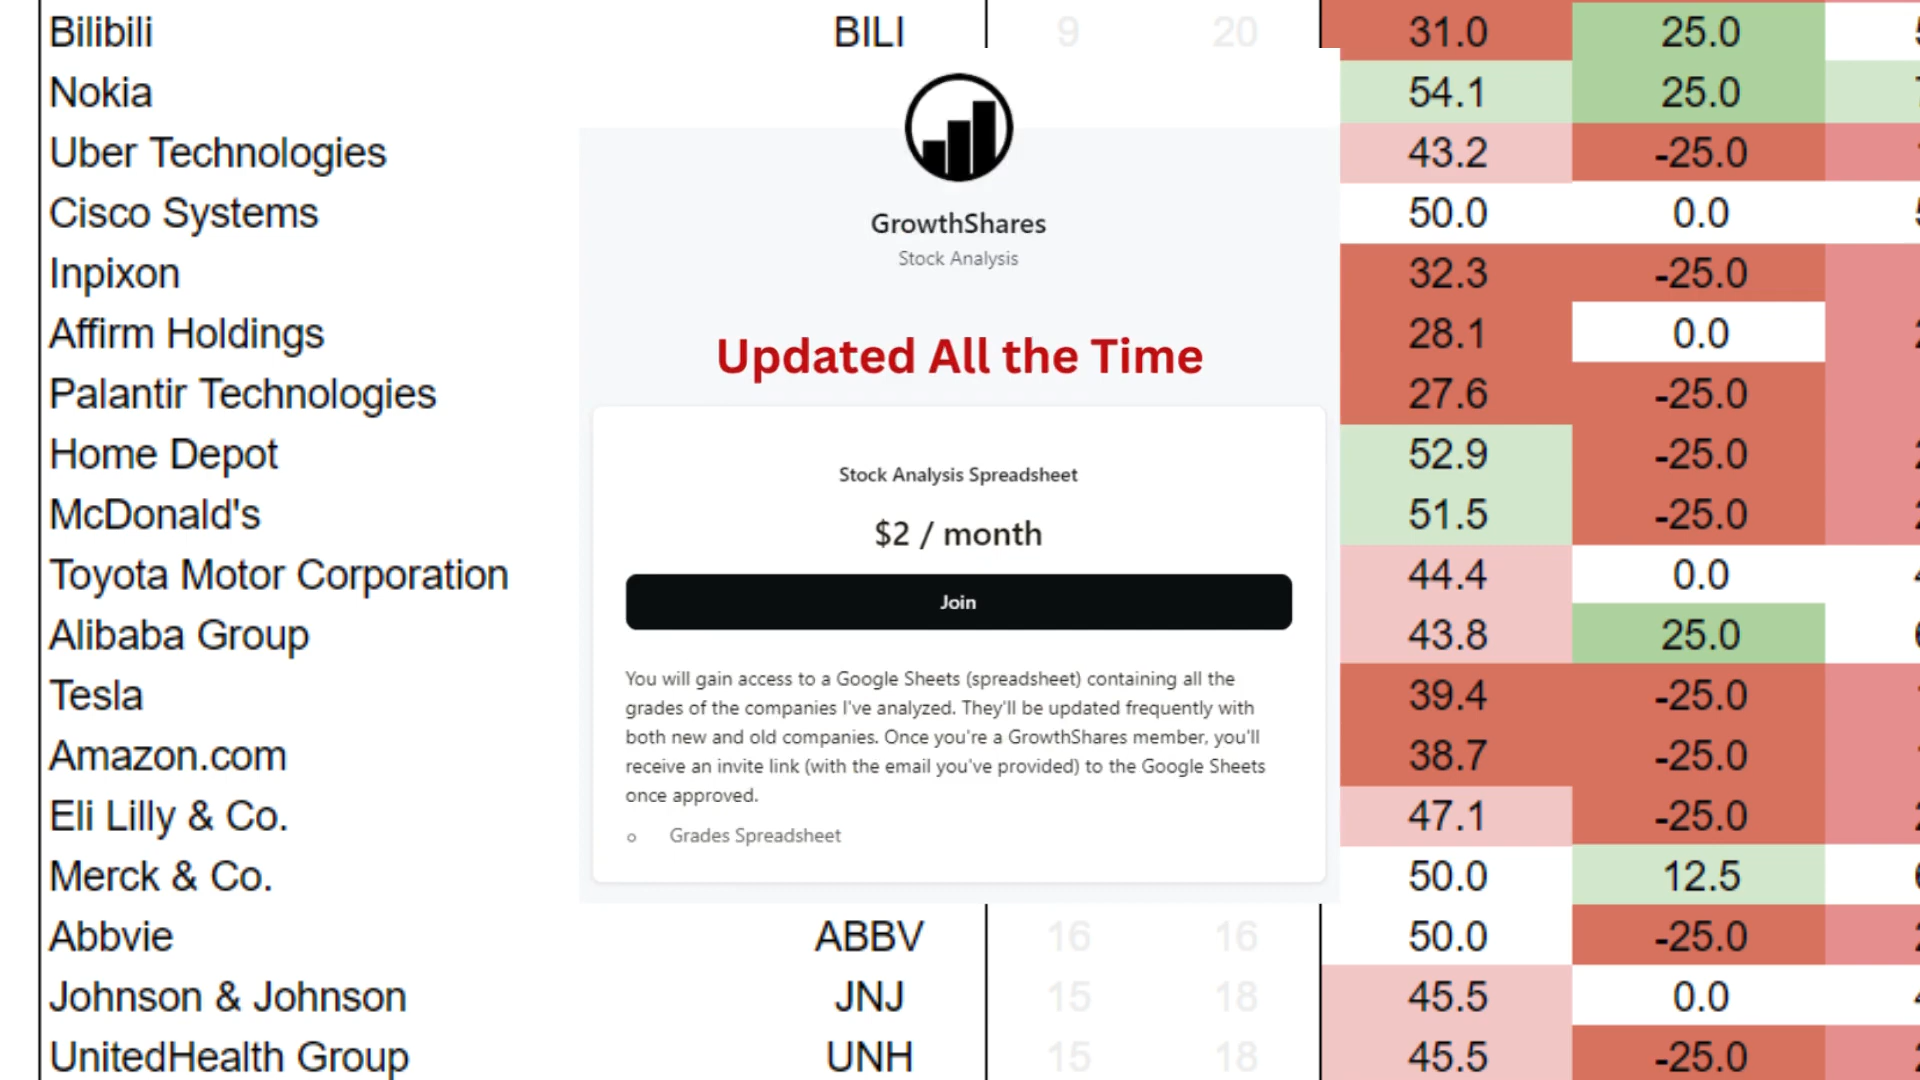 Bilibili BILI 9 20 31.0 25.0
Nokia 54.1 25.0
Uber Technologies 43.2 -25.0
Cisco Systems 50.0 0.0
Inpixon 32.3 -25.0
Affirm Holdings 28.1 0.0
Palantir Technologies 27.6 -25.0
Home Depot 52.9 -25.0
McDonald's 51.5 -25.0
Toyota Motor Corporation 44.4 0.0
Alibaba Group 43.8 25.0
Tesla 39.4 -25.0
Amazon.com 38.7 -25.0
Eli Lilly & Co. 47.1 -25.0
Merck & Co. 50.0 12.5
Abbvie ABBV 16 16 50.0 -25.0
Johnson & Johnson JNJ 15 18 45.5 0.0
UnitedHealth Group UNH 15 18 45.5 -25.0
GrowthShares
Stock Analysis
Updated All the Time
Stock Analysis Spreadsheet
$2 / month
Join
You will gain access to a Google Sheets (spreadsheet) containing all the
grades of the companies I've analyzed. They'll be updated frequently with
both new and old companies. Once you're a GrowthShares member, you'll
receive an invite link (with the email you've provided) to the Google Sheets
once approved.
Grades Spreadsheet